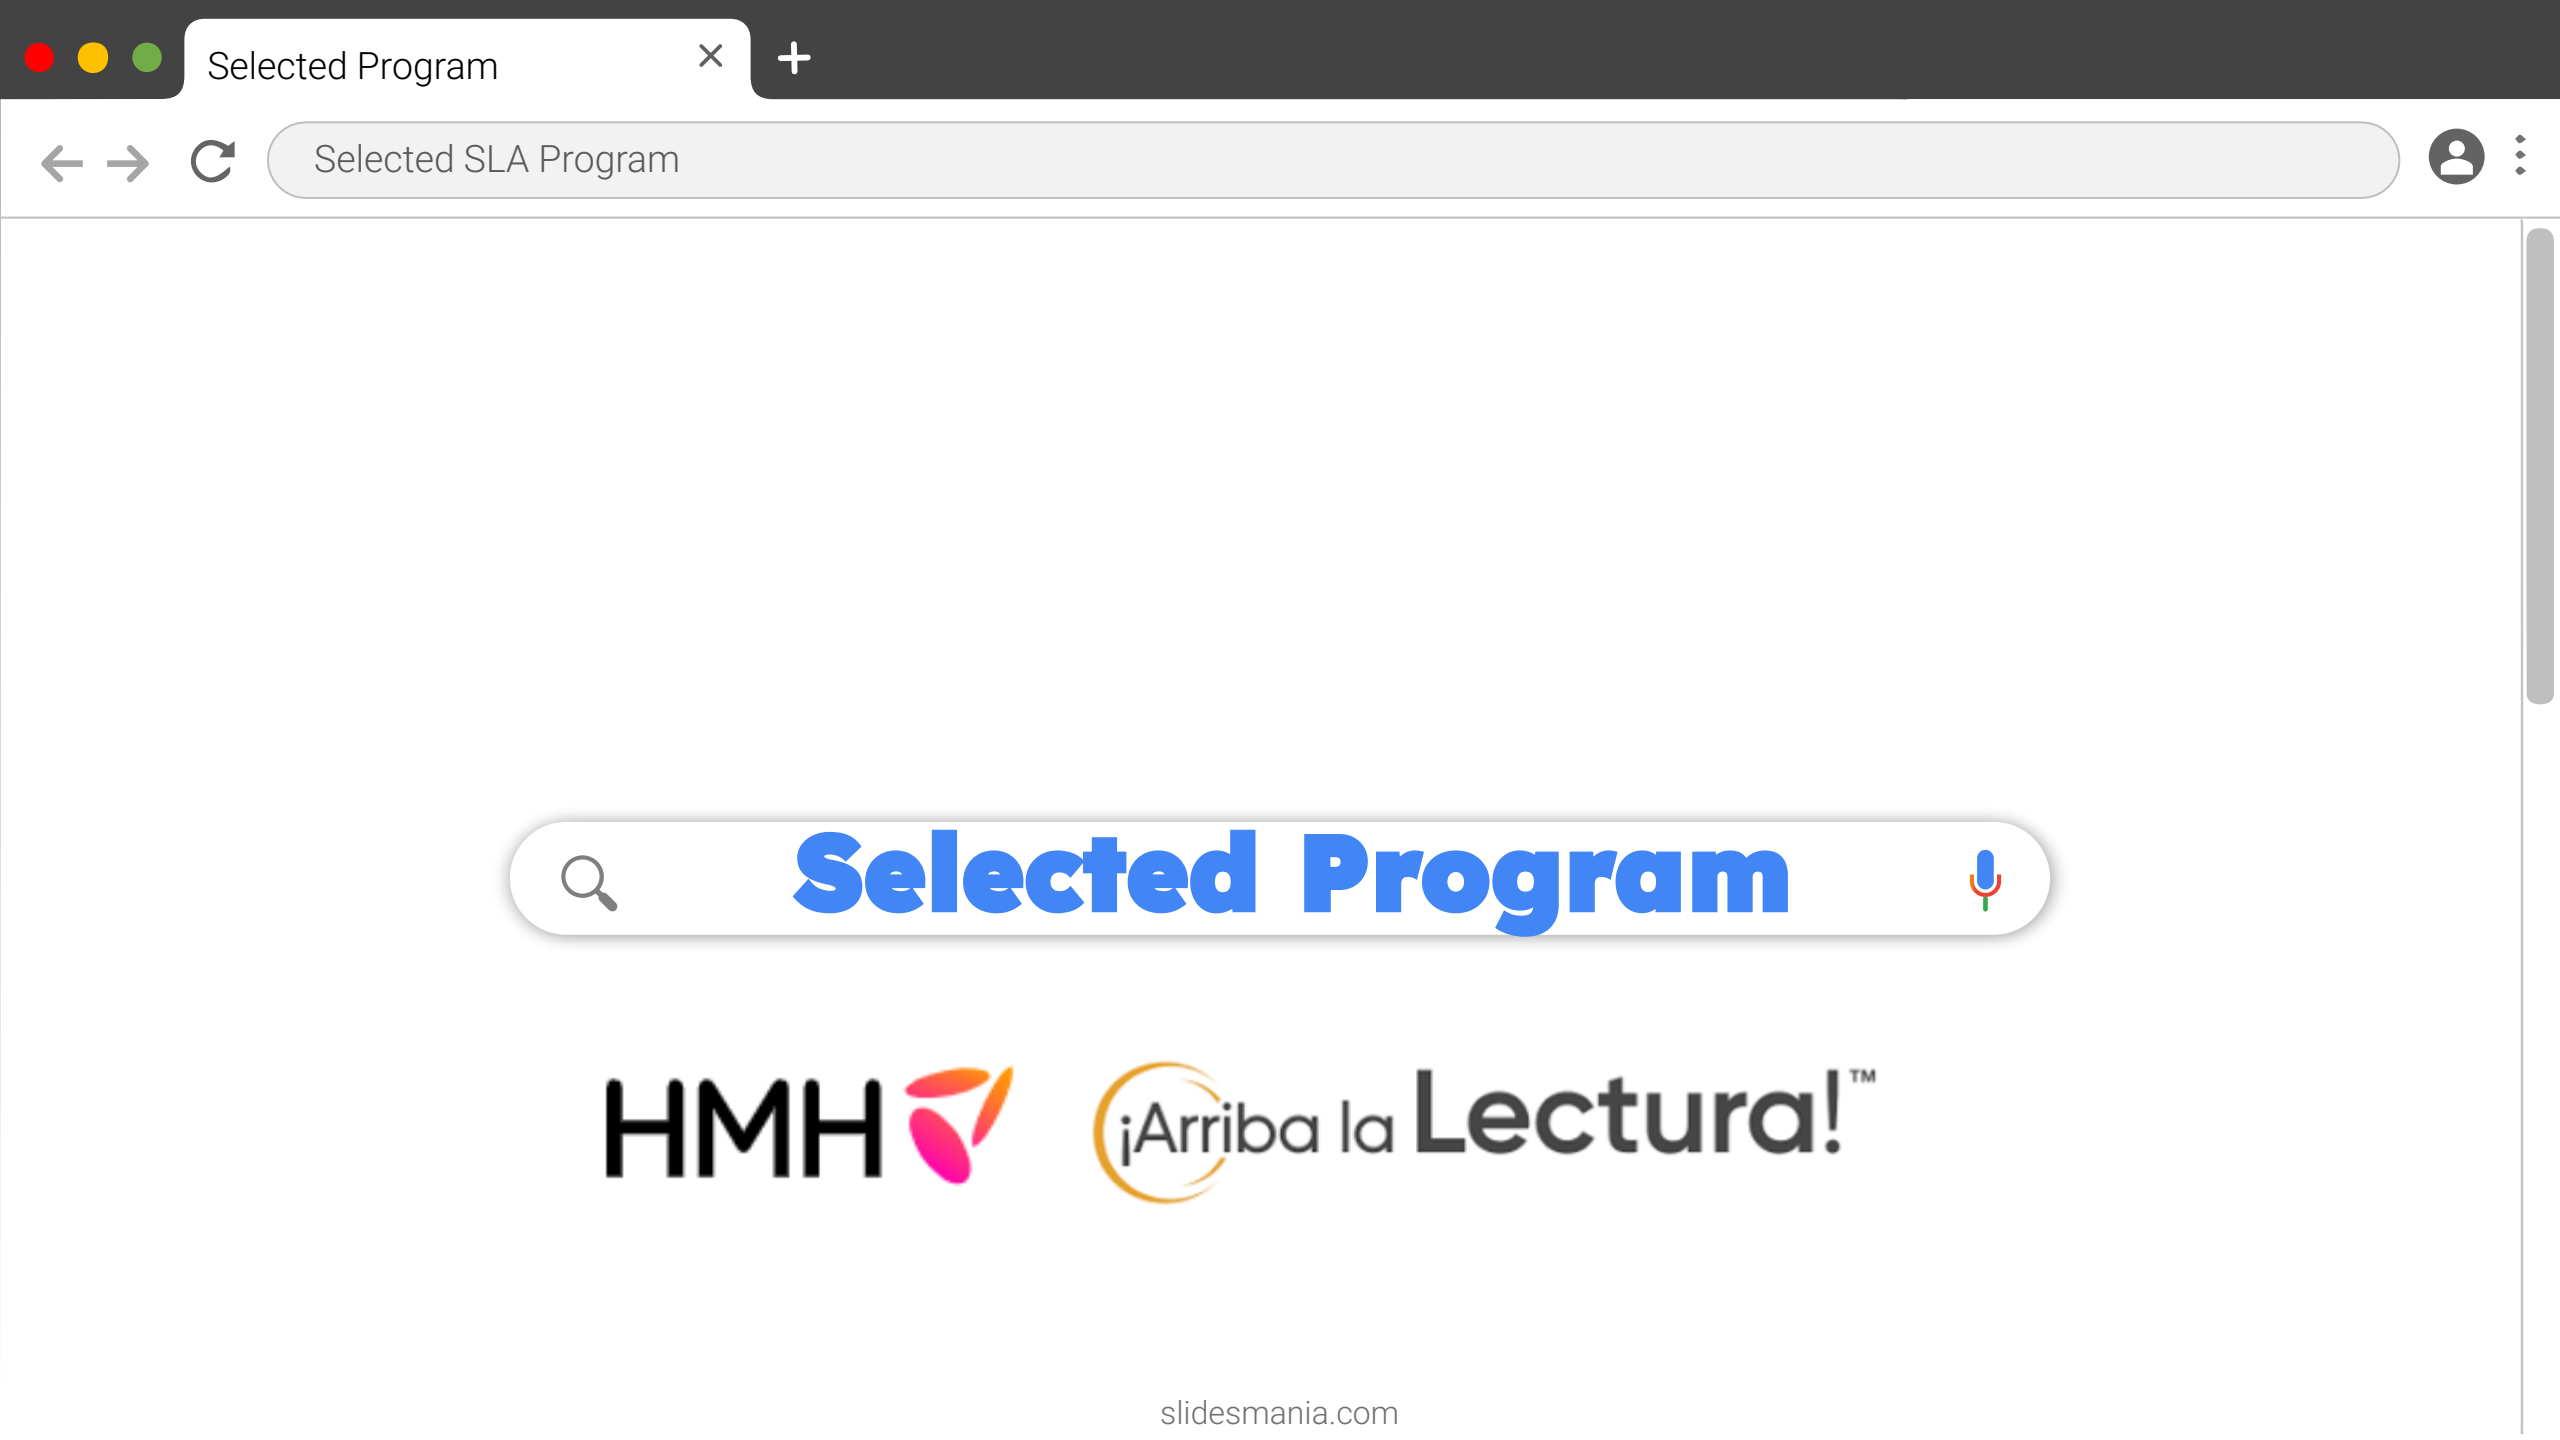 Selected Program
Selected SLA Program
Selected Program
HMH
¡Arriba la Lectura!™
slidesmania.com